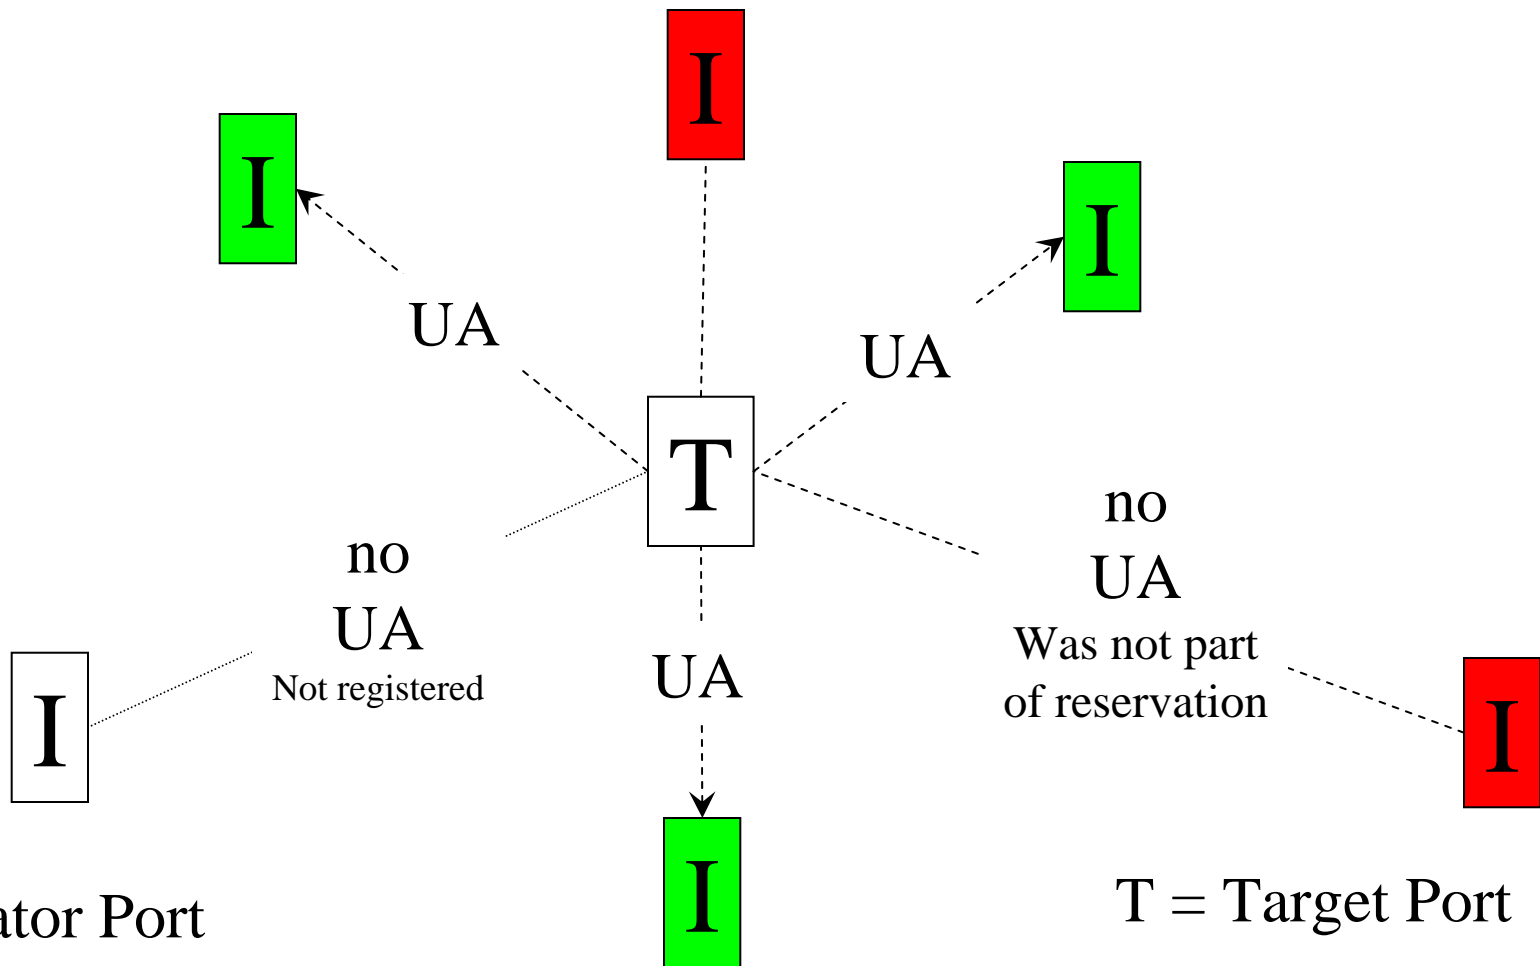 I
I
I
UA
UA
T
no
UA
Was not part
of reservation
no
UA
Not registered
UA
I
I
I
ator Port
T = Target Port